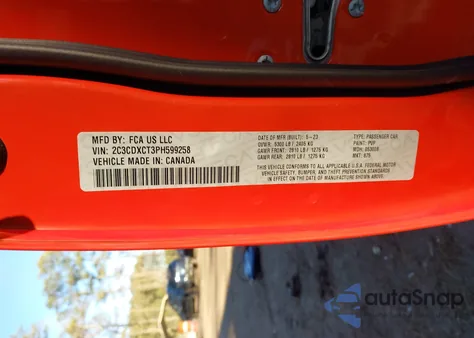 MFD BY: FCA US LLC
VIN: 2C3CDXCT3PH599258
VEHICLE MADE IN: CANADA
DATE OF MFR (BUILT): 5-23
GVWR: 5300 LB / 2405 KG
GAWR FRONT: 2810 LB / 1275 KG
GAWR REAR: 2811 LB / 1275 KG
TYPE: PASSENGER CAR
PAINT: PVP
THIS VEHICLE CONFORMS TO ALL APPLICABLE U.S.A. FEDERAL MOTOR
VEHICLE SAFETY, BUMPER, AND THEFT PREVENTION STANDARDS
IN EFFECT ON THE DATE OF MANUFACTURE SHOWN ABOVE.
autoSnap